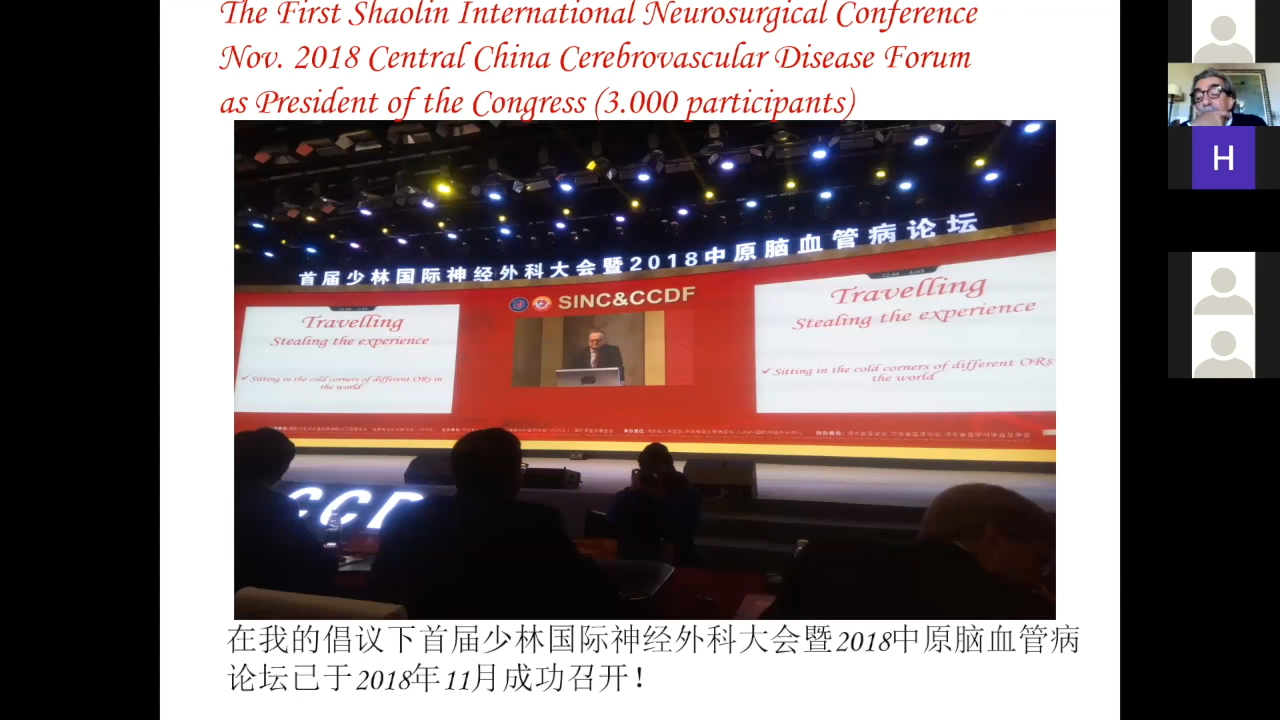 The First Shaolin International Neurosurgical Conference
Nov. 2018 Central China Cerebrovascular Disease Forum
as President of the Congress (3.000 participants)
首届少林国际神经外科大会暨2018中原脑血管病论坛
SINC&CCDF
Travelling
Stealing the experience
✓ Sitting in the cold corners of different ORs in
the world
Travelling
Stealing the experience
✓ Sitting in the cold corners of different ORs
the world
CCD
H
在我的倡议下首届少林国际神经外科大会暨2018中原脑血管病
论坛已于2018年11月成功召开！